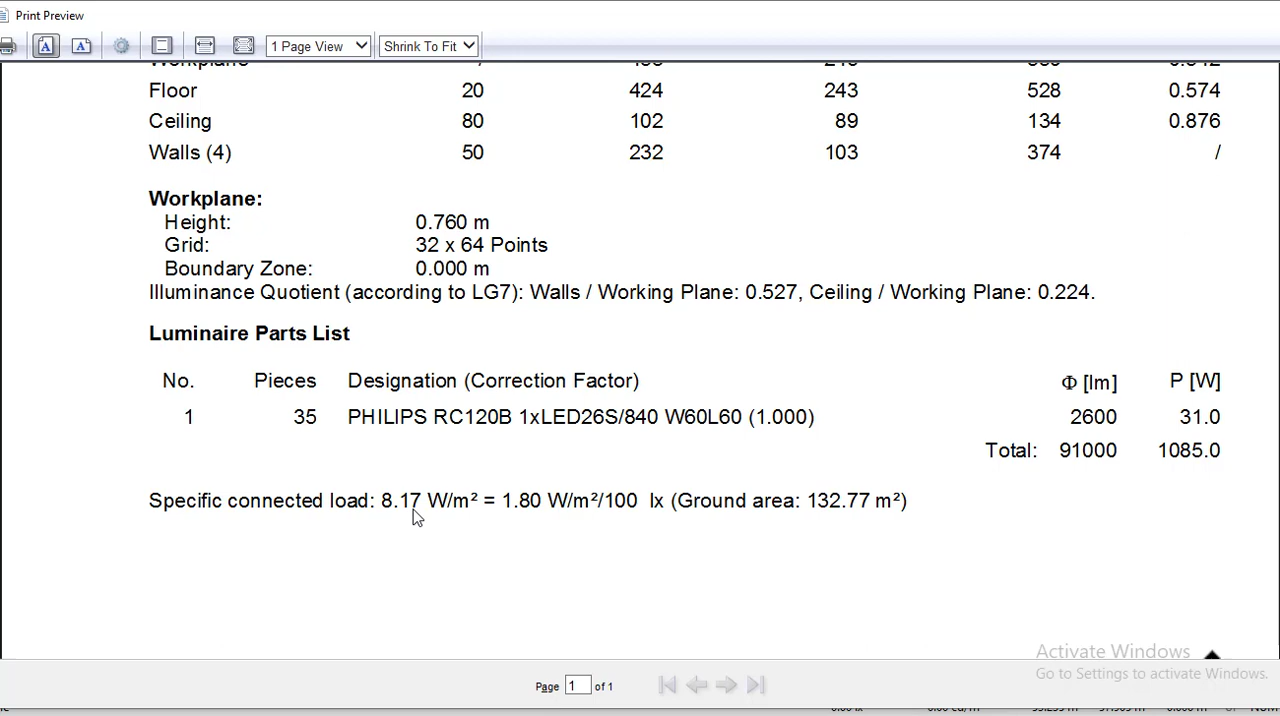 Print Preview
1 Page View Shrink To Fit
Floor 20 424 243 528 0.574
Ceiling 80 102 89 134 0.876
Walls (4) 50 232 103 374 /
Workplane:
Height: 0.760 m
Grid: 32 x 64 Points
Boundary Zone: 0.000 m
Illuminance Quotient (according to LG7): Walls / Working Plane: 0.527, Ceiling / Working Plane: 0.224.
Luminaire Parts List
No. Pieces Designation (Correction Factor) Φ [lm] P [W]
1 35 PHILIPS RC120B 1xLED26S/840 W60L60 (1.000) 2600 31.0
Total: 91000 1085.0
Specific connected load: 8.17 W/m² = 1.80 W/m²/100 lx (Ground area: 132.77 m²)
Activate Windows
Go to Settings to activate Windows.
Page 1 of 1